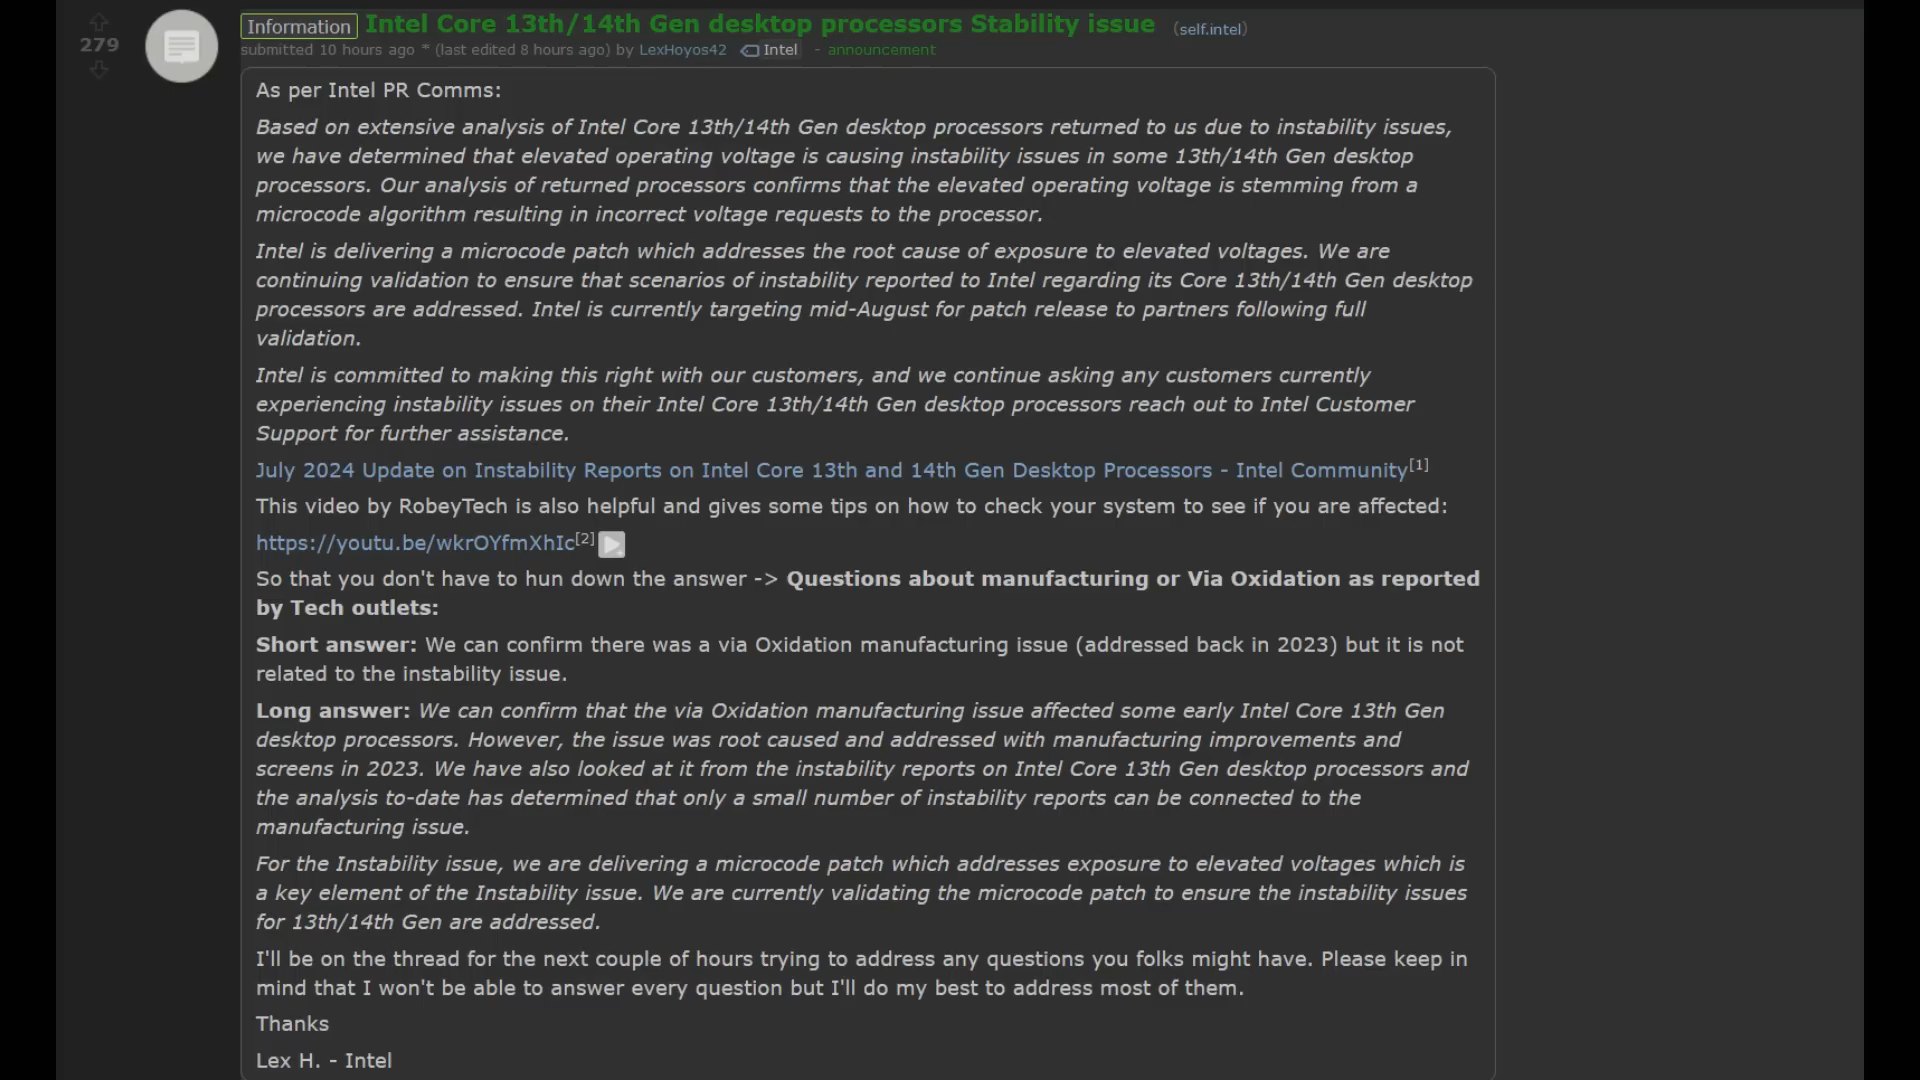 279
Information Intel Core 13th/14th Gen desktop processors Stability issue (self.intel)
submitted 10 hours ago * (last edited 8 hours ago) by LexHoyos42 Intel - announcement
As per Intel PR Comms:
Based on extensive analysis of Intel Core 13th/14th Gen desktop processors returned to us due to instability issues,
we have determined that elevated operating voltage is causing instability issues in some 13th/14th Gen desktop
processors. Our analysis of returned processors confirms that the elevated operating voltage is stemming from a
microcode algorithm resulting in incorrect voltage requests to the processor.
Intel is delivering a microcode patch which addresses the root cause of exposure to elevated voltages. We are
continuing validation to ensure that scenarios of instability reported to Intel regarding its Core 13th/14th Gen desktop
processors are addressed. Intel is currently targeting mid-August for patch release to partners following full
validation.
Intel is committed to making this right with our customers, and we continue asking any customers currently
experiencing instability issues on their Intel Core 13th/14th Gen desktop processors reach out to Intel Customer
Support for further assistance.
July 2024 Update on Instability Reports on Intel Core 13th and 14th Gen Desktop Processors - Intel Community[1]
This video by RobeyTech is also helpful and gives some tips on how to check your system to see if you are affected:
https://youtu.be/wkrOYfmXhIc[2]
So that you don't have to hun down the answer -> Questions about manufacturing or Via Oxidation as reported
by Tech outlets:
Short answer: We can confirm there was a via Oxidation manufacturing issue (addressed back in 2023) but it is not
related to the instability issue.
Long answer: We can confirm that the via Oxidation manufacturing issue affected some early Intel Core 13th Gen
desktop processors. However, the issue was root caused and addressed with manufacturing improvements and
screens in 2023. We have also looked at it from the instability reports on Intel Core 13th Gen desktop processors and
the analysis to-date has determined that only a small number of instability reports can be connected to the
manufacturing issue.
For the Instability issue, we are delivering a microcode patch which addresses exposure to elevated voltages which is
a key element of the Instability issue. We are currently validating the microcode patch to ensure the instability issues
for 13th/14th Gen are addressed.
I'll be on the thread for the next couple of hours trying to address any questions you folks might have. Please keep in
mind that I won't be able to answer every question but I'll do my best to address most of them.
Thanks
Lex H. - Intel